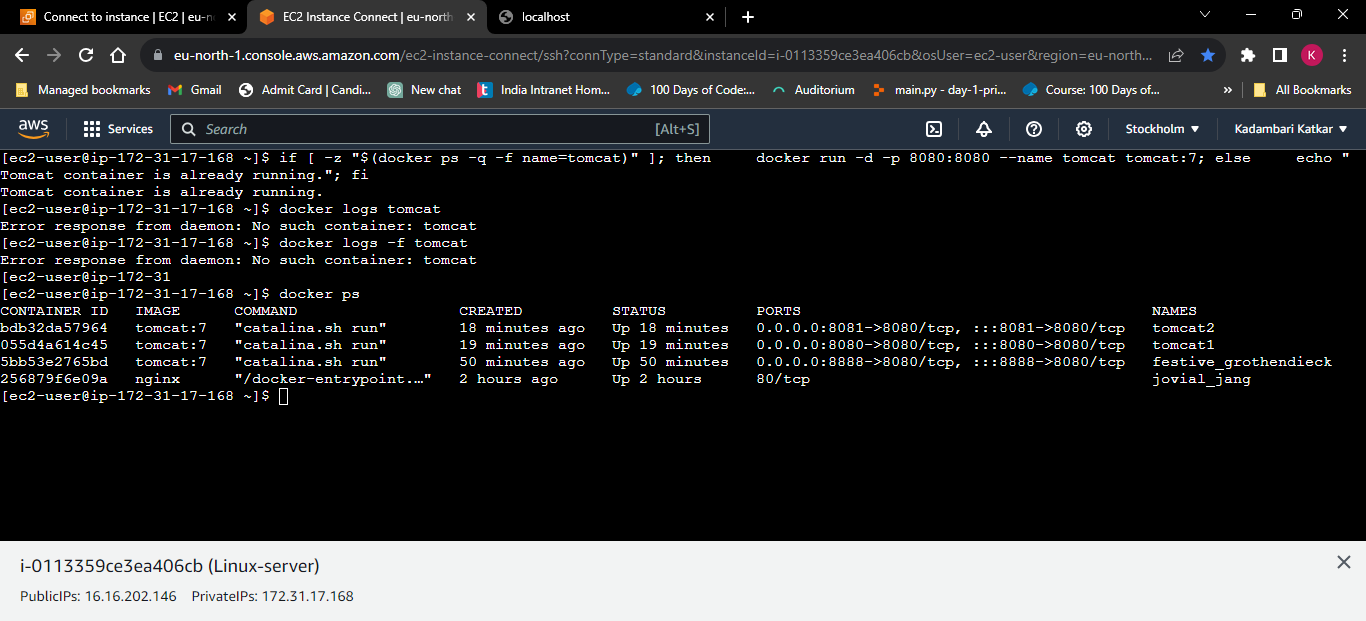 Connect to instance | EC2 | eu-n
EC2 Instance Connect | eu-north
localhost
eu-north-1.console.aws.amazon.com/ec2-instance-connect/ssh?connType=standard&instanceId=i-0113359ce3ea406cb&osUser=ec2-user&region=eu-north...
K
Managed bookmarks
Gmail
Admit Card | Candi...
New chat
India Intranet Hom...
100 Days of Code:...
Auditorium
main.py - day-1-pri...
Course: 100 Days of...
»
All Bookmarks
aws
Services
Search
[Alt+S]
Stockholm
Kadambari Katkar
[ec2-user@ip-172-31-17-168 ~]$ if [ -z "$(docker ps -q -f name=tomcat)" ]; then     docker run -d -p 8080:8080 --name tomcat tomcat:7; else     echo "
Tomcat container is already running."; fi
Tomcat container is already running.
[ec2-user@ip-172-31-17-168 ~]$ docker logs tomcat
Error response from daemon: No such container: tomcat
[ec2-user@ip-172-31-17-168 ~]$ docker logs -f tomcat
Error response from daemon: No such container: tomcat
[ec2-user@ip-172-31
[ec2-user@ip-172-31-17-168 ~]$ docker ps
CONTAINER ID   IMAGE      COMMAND                  CREATED          STATUS          PORTS                                       NAMES
bdb32da57964   tomcat:7   "catalina.sh run"        18 minutes ago   Up 18 minutes   0.0.0.0:8081->8080/tcp, :::8081->8080/tcp   tomcat2
055d4a614c45   tomcat:7   "catalina.sh run"        19 minutes ago   Up 19 minutes   0.0.0.0:8080->8080/tcp, :::8080->8080/tcp   tomcat1
5bb53e2765bd   tomcat:7   "catalina.sh run"        50 minutes ago   Up 50 minutes   0.0.0.0:8888->8080/tcp, :::8888->8080/tcp   festive_grothendieck
256879f6e09a   nginx      "/docker-entrypoint.…"   2 hours ago      Up 2 hours      80/tcp                                      jovial_jang
[ec2-user@ip-172-31-17-168 ~]$
i-0113359ce3ea406cb (Linux-server)
PublicIPs: 16.16.202.146 PrivateIPs: 172.31.17.168